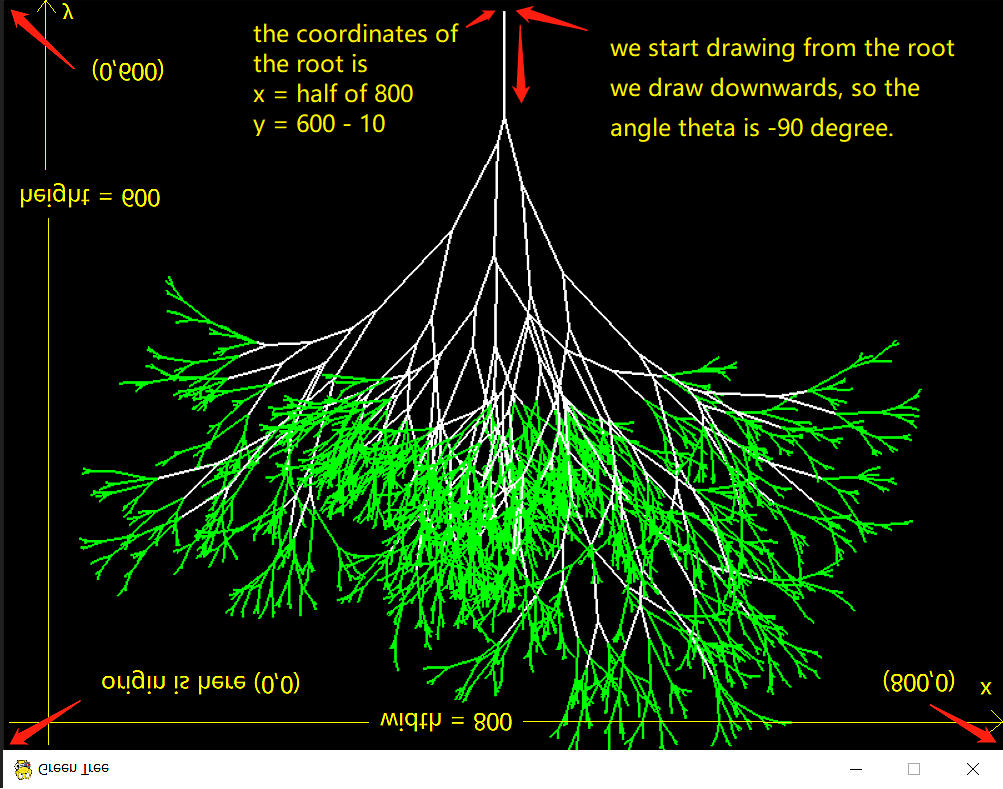 y
(0,600)
the coordinates of
the root is
x = half of 800
y = 600 - 10
we start drawing from the root
we draw downwards, so the
angle theta is -90 degree.
height = 600
origin is here (0,0)
(800,0)
x
width = 800
Green Tree